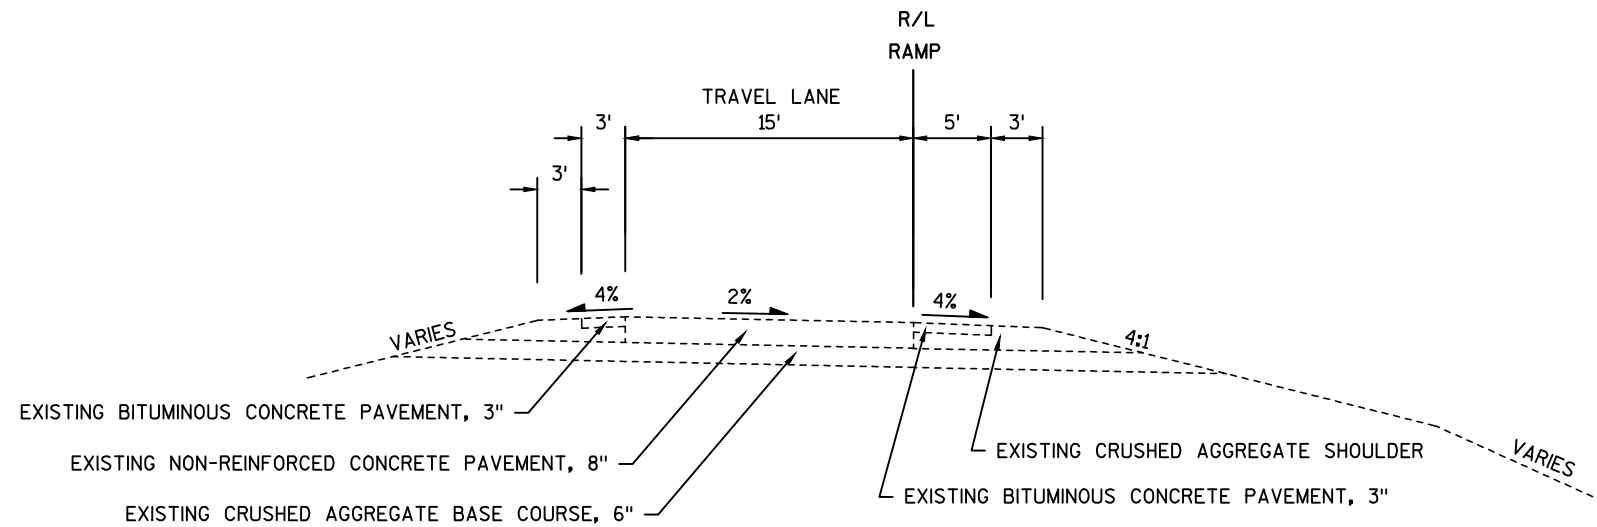 R/L
RAMP
TRAVEL LANE
3'
15'
5'
3'
3'
4%
2%
4%
VARIES
4:1
EXISTING BITUMINOUS CONCRETE PAVEMENT, 3"
EXISTING CRUSHED AGGREGATE SHOULDER
VARIES
EXISTING NON-REINFORCED CONCRETE PAVEMENT, 8"
EXISTING BITUMINOUS CONCRETE PAVEMENT, 3"
EXISTING CRUSHED AGGREGATE BASE COURSE, 6"